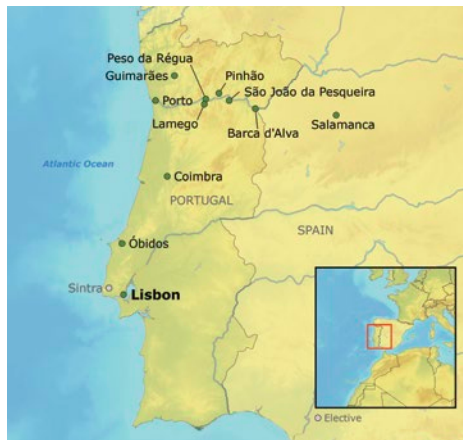 Peso da Régua
Guimarães
Pinhão
Porto
São João da Pesqueira
Lamego
Barca d'Alva
Salamanca
Atlantic Ocean
Coimbra
PORTUGAL
SPAIN
Óbidos
Sintra
Lisbon
Elective